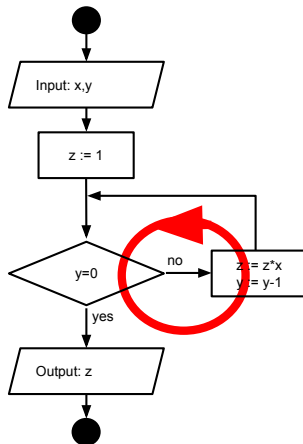 Input: x,y
z := 1
y=0
no
z := z*x
y := y-1
yes
Output: z